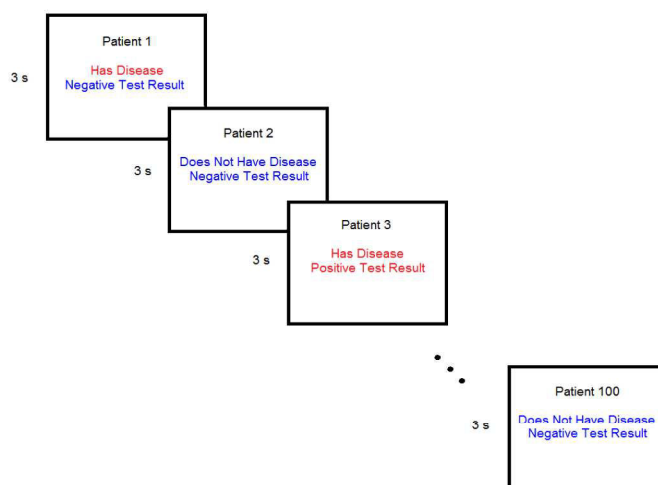 Patient 1
3 s
Has Disease
Negative Test Result
Patient 2
3 s
Does Not Have Disease
Negative Test Result
Patient 3
3 s
Has Disease
Positive Test Result
Patient 100
3 s
Does Not Have Disease
Negative Test Result